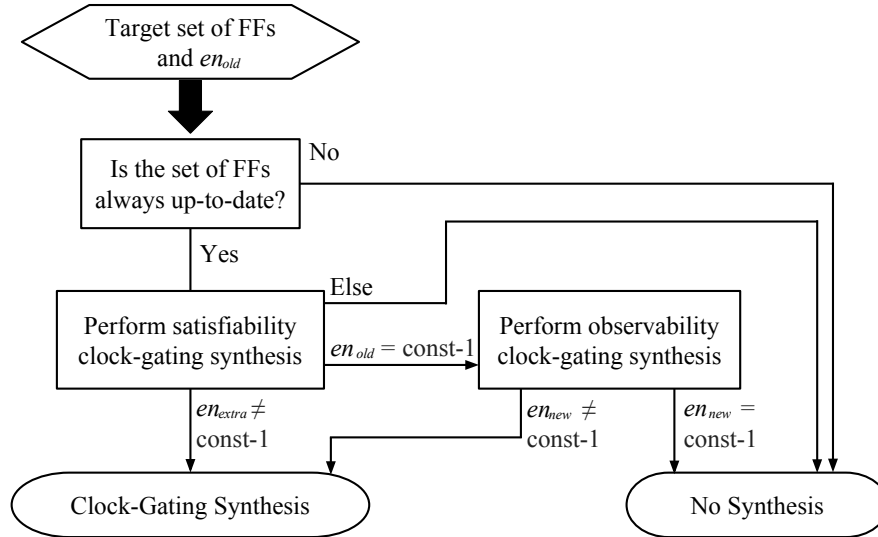 Target set of FFs
and en_old
Is the set of FFs
always up-to-date?
No
Yes
Else
Perform satisfiability
clock-gating synthesis
en_old = const-1
Perform observability
clock-gating synthesis
en_extra ≠
const-1
en_new ≠
const-1
en_new =
const-1
Clock-Gating Synthesis
No Synthesis